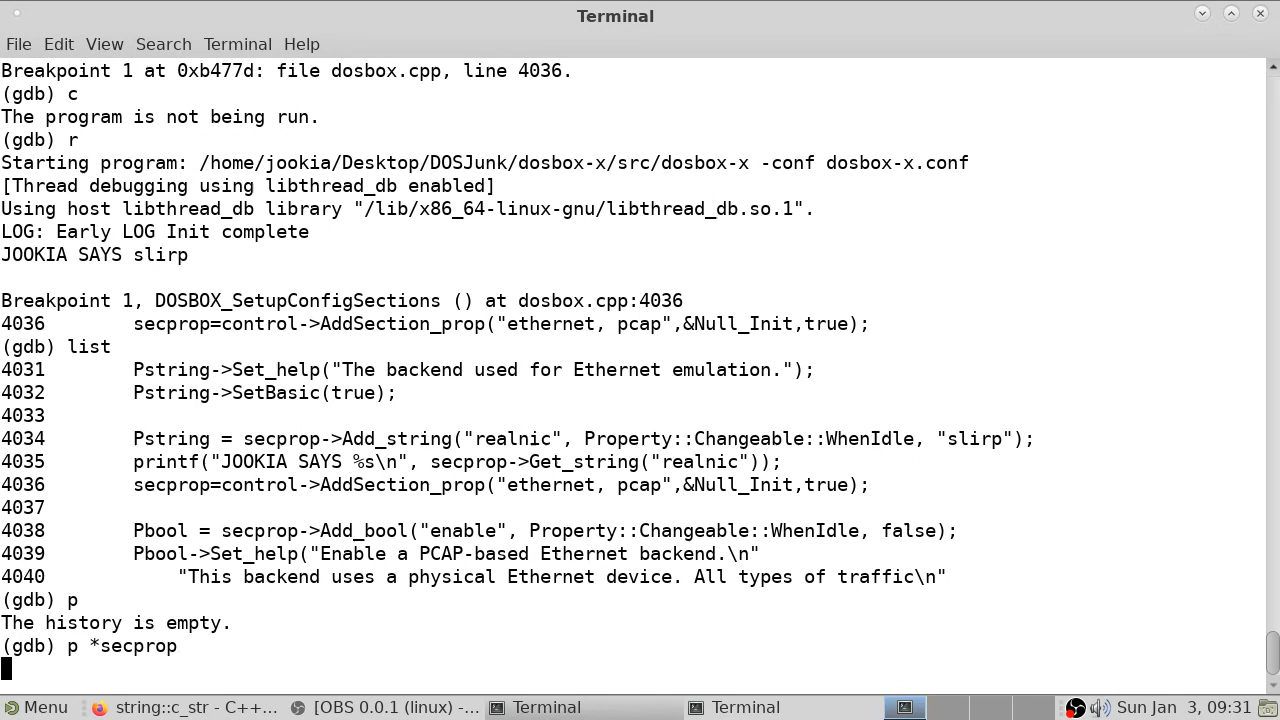 Terminal
File Edit View Search Terminal Help
Breakpoint 1 at 0xb477d: file dosbox.cpp, line 4036.
(gdb) c
The program is not being run.
(gdb) r
Starting program: /home/jookia/Desktop/DOSJunk/dosbox-x/src/dosbox-x -conf dosbox-x.conf
[Thread debugging using libthread_db enabled]
Using host libthread_db library "/lib/x86_64-linux-gnu/libthread_db.so.1".
LOG: Early LOG Init complete
JOOKIA SAYS slirp
Breakpoint 1, DOSBOX_SetupConfigSections () at dosbox.cpp:4036
4036        secprop=control->AddSection_prop("ethernet, pcap",&Null_Init,true);
(gdb) list
4031        Pstring->Set_help("The backend used for Ethernet emulation.");
4032        Pstring->SetBasic(true);
4033
4034        Pstring = secprop->Add_string("realnic", Property::Changeable::WhenIdle, "slirp");
4035        printf("JOOKIA SAYS %s\n", secprop->Get_string("realnic"));
4036        secprop=control->AddSection_prop("ethernet, pcap",&Null_Init,true);
4037
4038        Pbool = secprop->Add_bool("enable", Property::Changeable::WhenIdle, false);
4039        Pbool->Set_help("Enable a PCAP-based Ethernet backend.\n"
4040            "This backend uses a physical Ethernet device. All types of traffic\n"
(gdb) p
The history is empty.
(gdb) p *secprop
Menu string::c_str - C++... [OBS 0.0.1 (linux) -... Terminal Terminal Sun Jan 3, 09:31